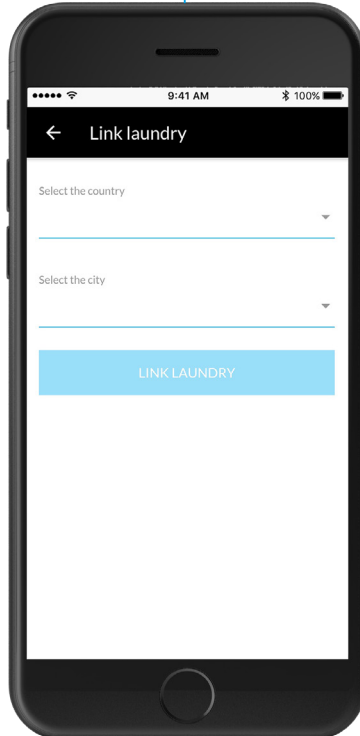 9:41 AM
100%
Link laundry
Select the country
Select the city
LINK LAUNDRY